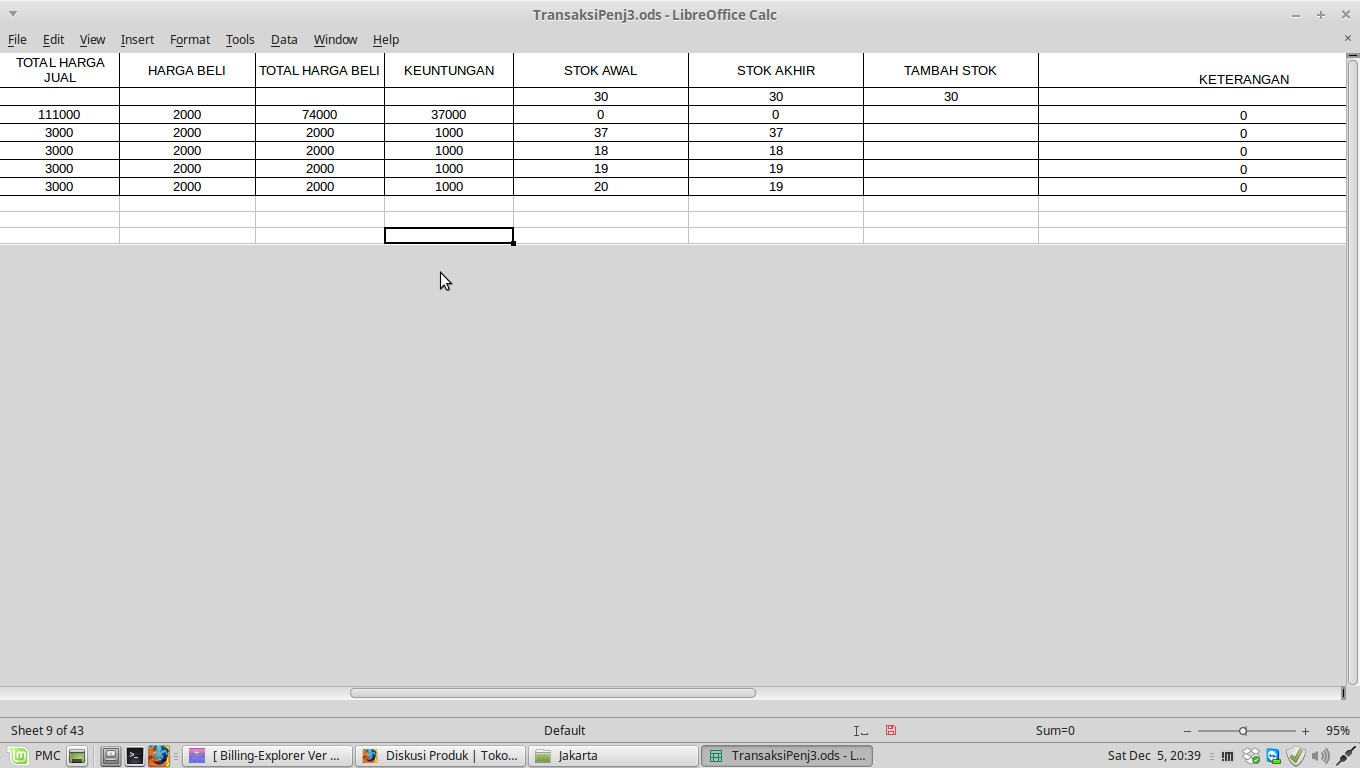 TransaksiPenj3.ods - LibreOffice Calc
File Edit View Insert Format Tools Data Window Help
TOTAL HARGA JUAL HARGA BELI TOTAL HARGA BELI KEUNTUNGAN STOK AWAL STOK AKHIR TAMBAH STOK KETERANGAN
30 30 30
111000 2000 74000 37000 0 0 0
3000 2000 2000 1000 37 37 0
3000 2000 2000 1000 18 18 0
3000 2000 2000 1000 19 19 0
3000 2000 2000 1000 20 19 0
Sheet 9 of 43 Default Sum=0 95%
PMC [ Billing-Explorer Ver ... Diskusi Produk | Toko... Jakarta TransaksiPenj3.ods - L... Sat Dec 5, 20:39